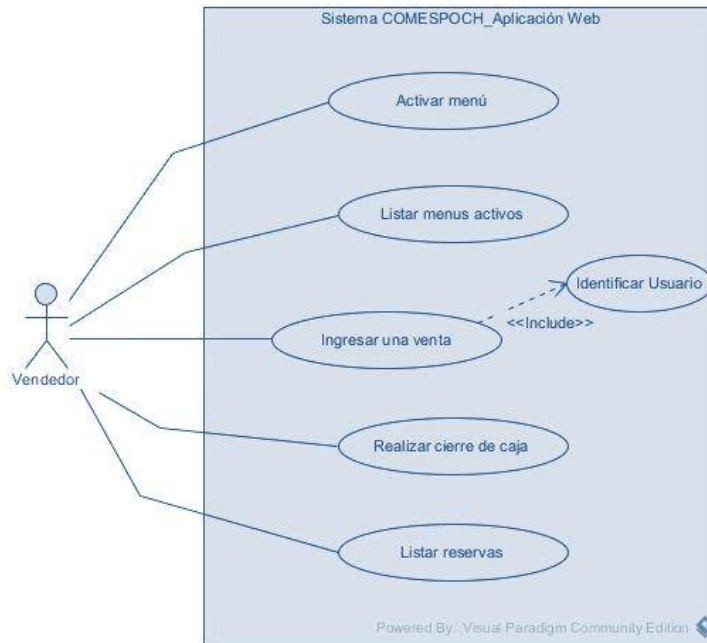 Sistema COMESPOCH_Aplicación Web
Activar menú
Listar menus activos
Identificar Usuario
<<Include>>
Ingresar una venta
Vendedor
Realizar cierre de caja
Listar reservas
Powered By: Visual Paradigm Community Edition